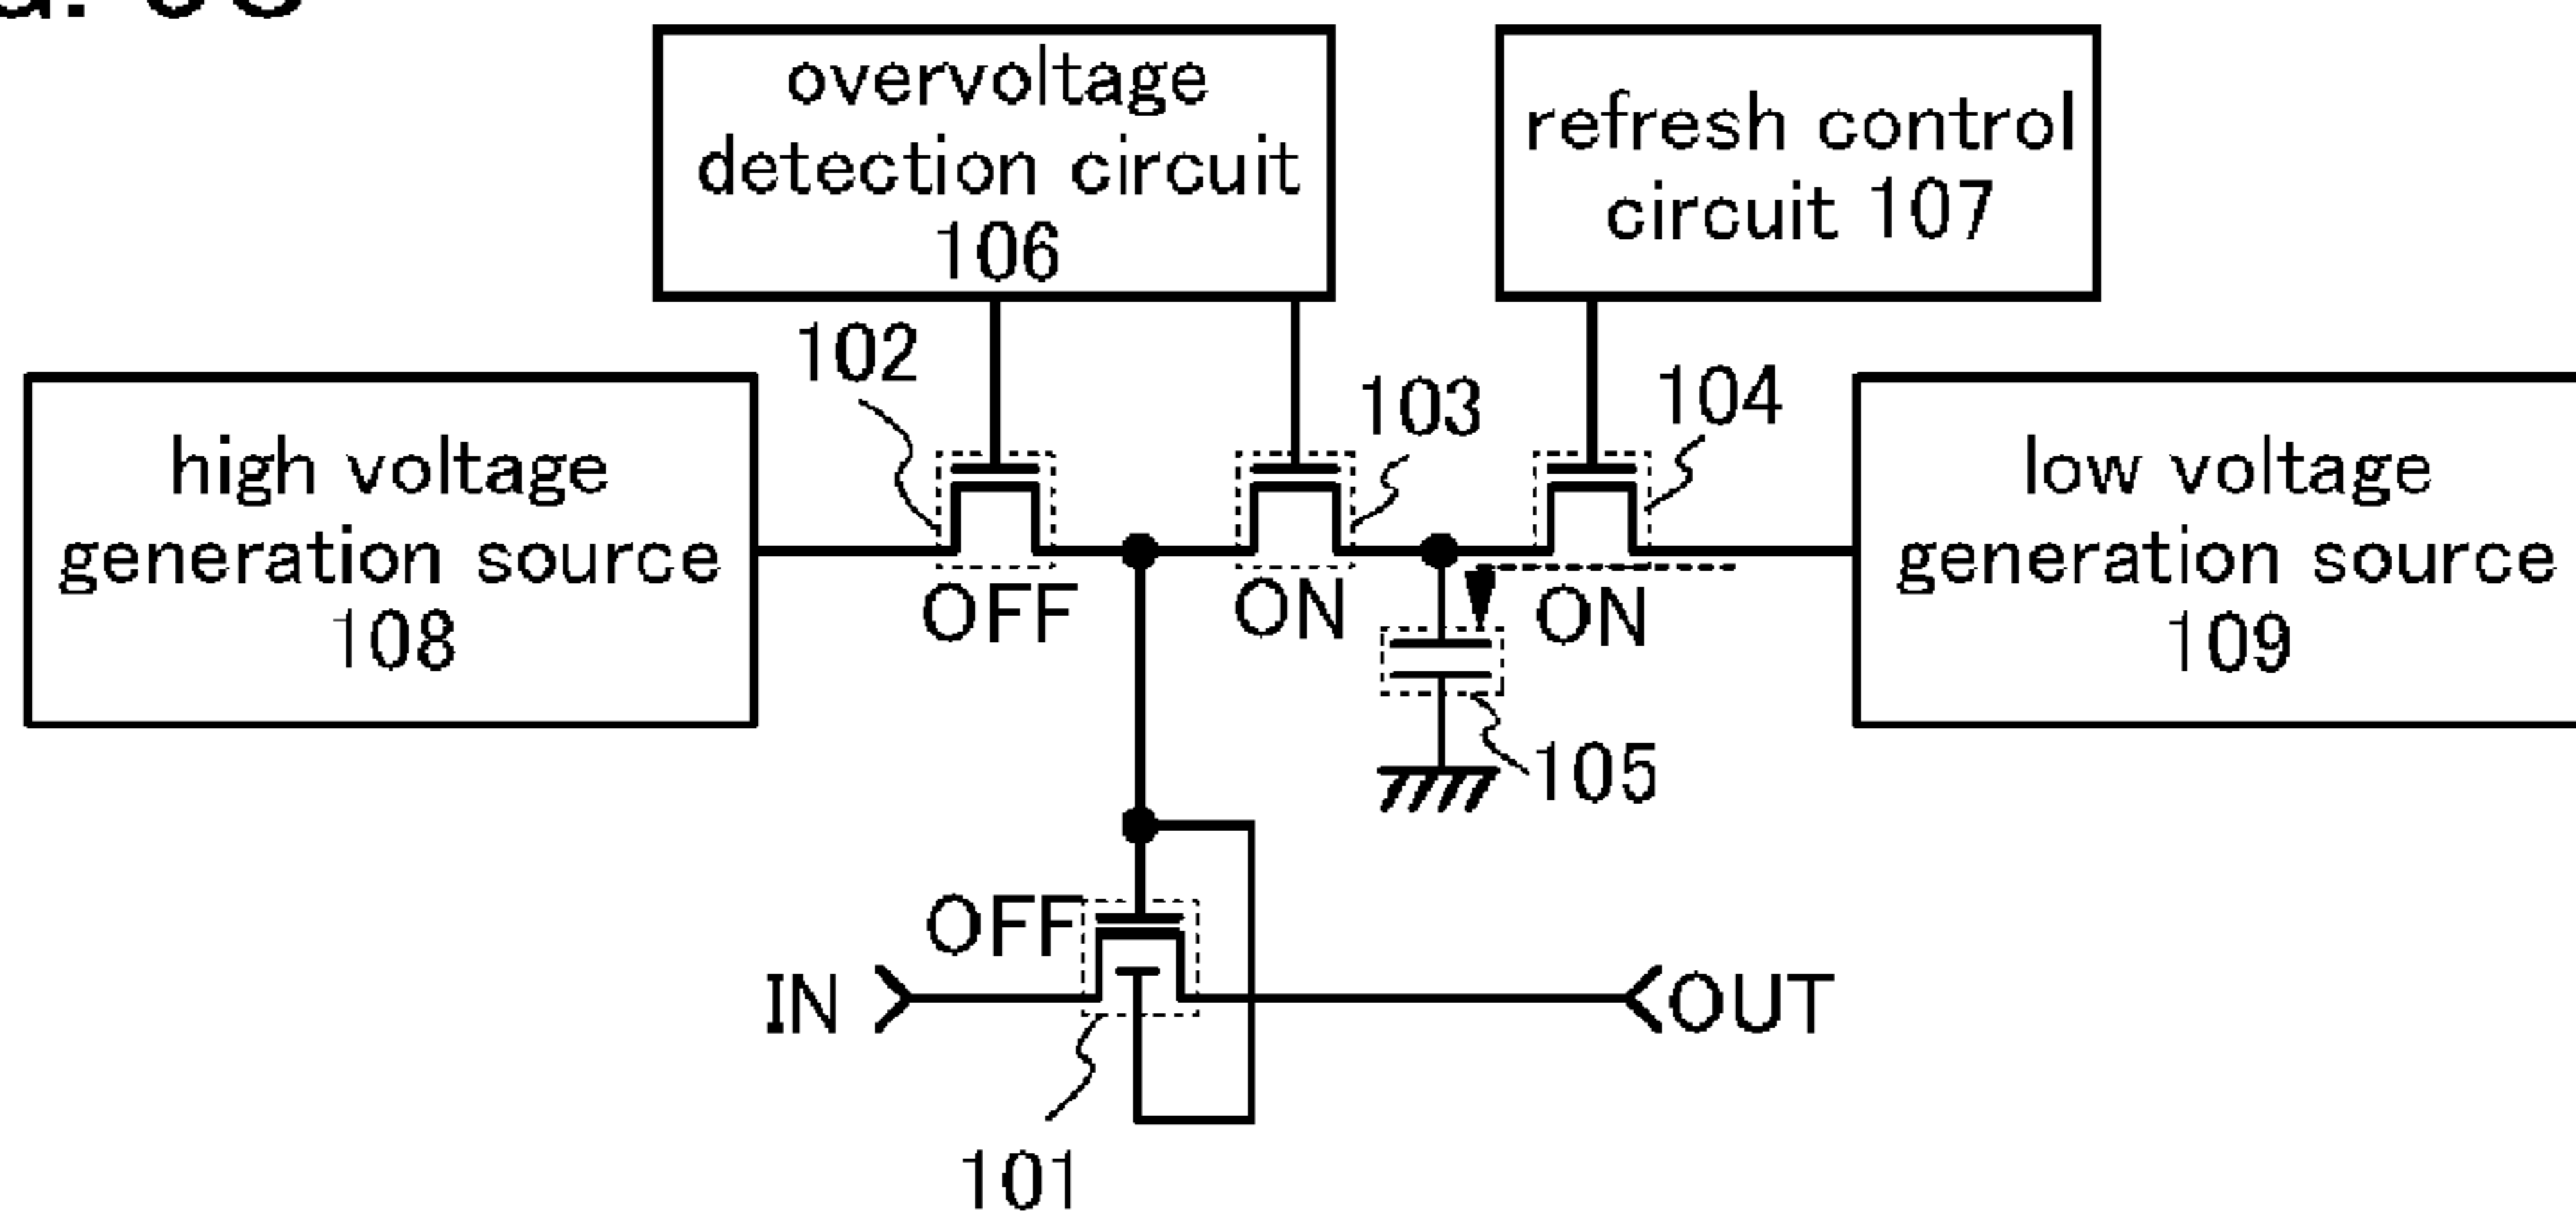 overvoltage
detection circuit
106
refresh control
circuit 107
102
103
104
high voltage
generation source
108
low voltage
generation source
109
OFF
ON
ON
105
OFF
IN
OUT
101